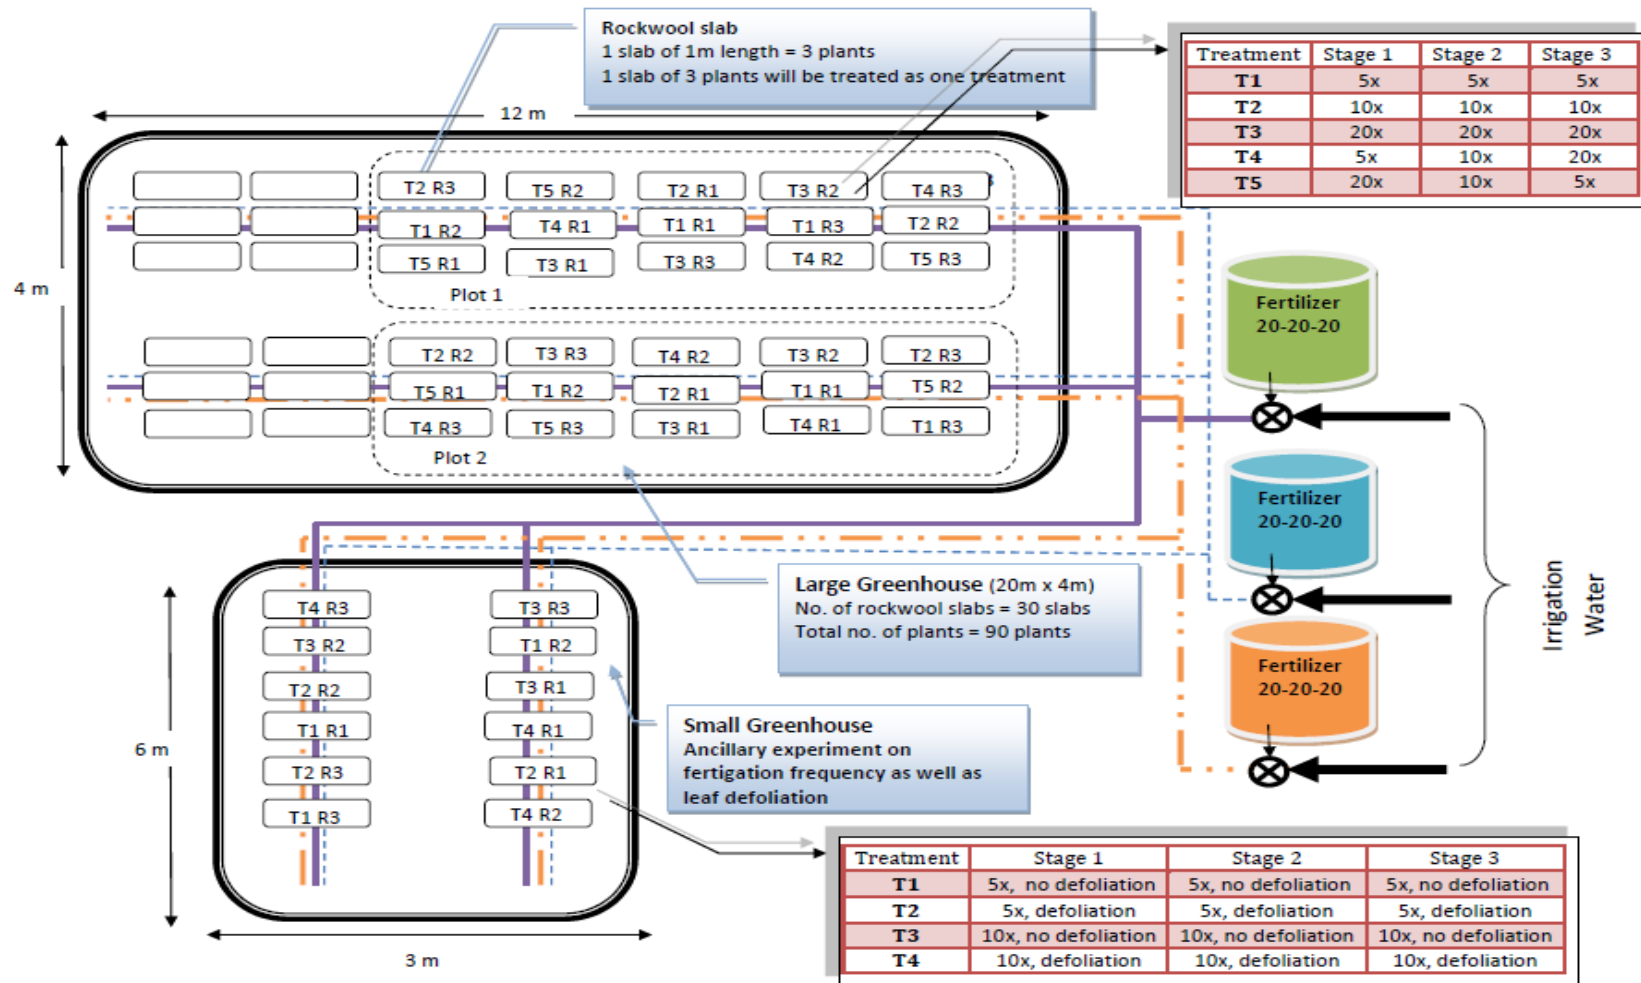 Rockwool slab
1 slab of 1m length = 3 plants
1 slab of 3 plants will be treated as one treatment
Treatment Stage 1 Stage 2 Stage 3
T1 5x 5x 5x
T2 10x 10x 10x
T3 20x 20x 20x
T4 5x 10x 20x
T5 20x 10x 5x
12 m
4 m
T2 R3 T5 R2 T2 R1 T3 R2 T4 R3
T1 R2 T4 R1 T1 R1 T1 R3 T2 R2
T5 R1 T3 R1 T3 R3 T4 R2 T5 R3
Plot 1
T2 R2 T3 R3 T4 R2 T3 R2 T2 R3
T5 R1 T1 R2 T2 R1 T1 R1 T5 R2
T4 R3 T5 R3 T3 R1 T4 R1 T1 R3
Plot 2
Fertilizer
20-20-20
Fertilizer
20-20-20
Fertilizer
20-20-20
Irrigation
Water
Large Greenhouse (20m x 4m)
No. of rockwool slabs = 30 slabs
Total no. of plants = 90 plants
T4 R3 T3 R3
T3 R2 T1 R2
T2 R2 T3 R1
T1 R1 T4 R1
T2 R3 T2 R1
T1 R3 T4 R2
6 m
3 m
Small Greenhouse
Ancillary experiment on
fertigation frequency as well as
leaf defoliation
Treatment Stage 1 Stage 2 Stage 3
T1 5x, no defoliation 5x, no defoliation 5x, no defoliation
T2 5x, defoliation 5x, defoliation 5x, defoliation
T3 10x, no defoliation 10x, no defoliation 10x, no defoliation
T4 10x, defoliation 10x, defoliation 10x, defoliation